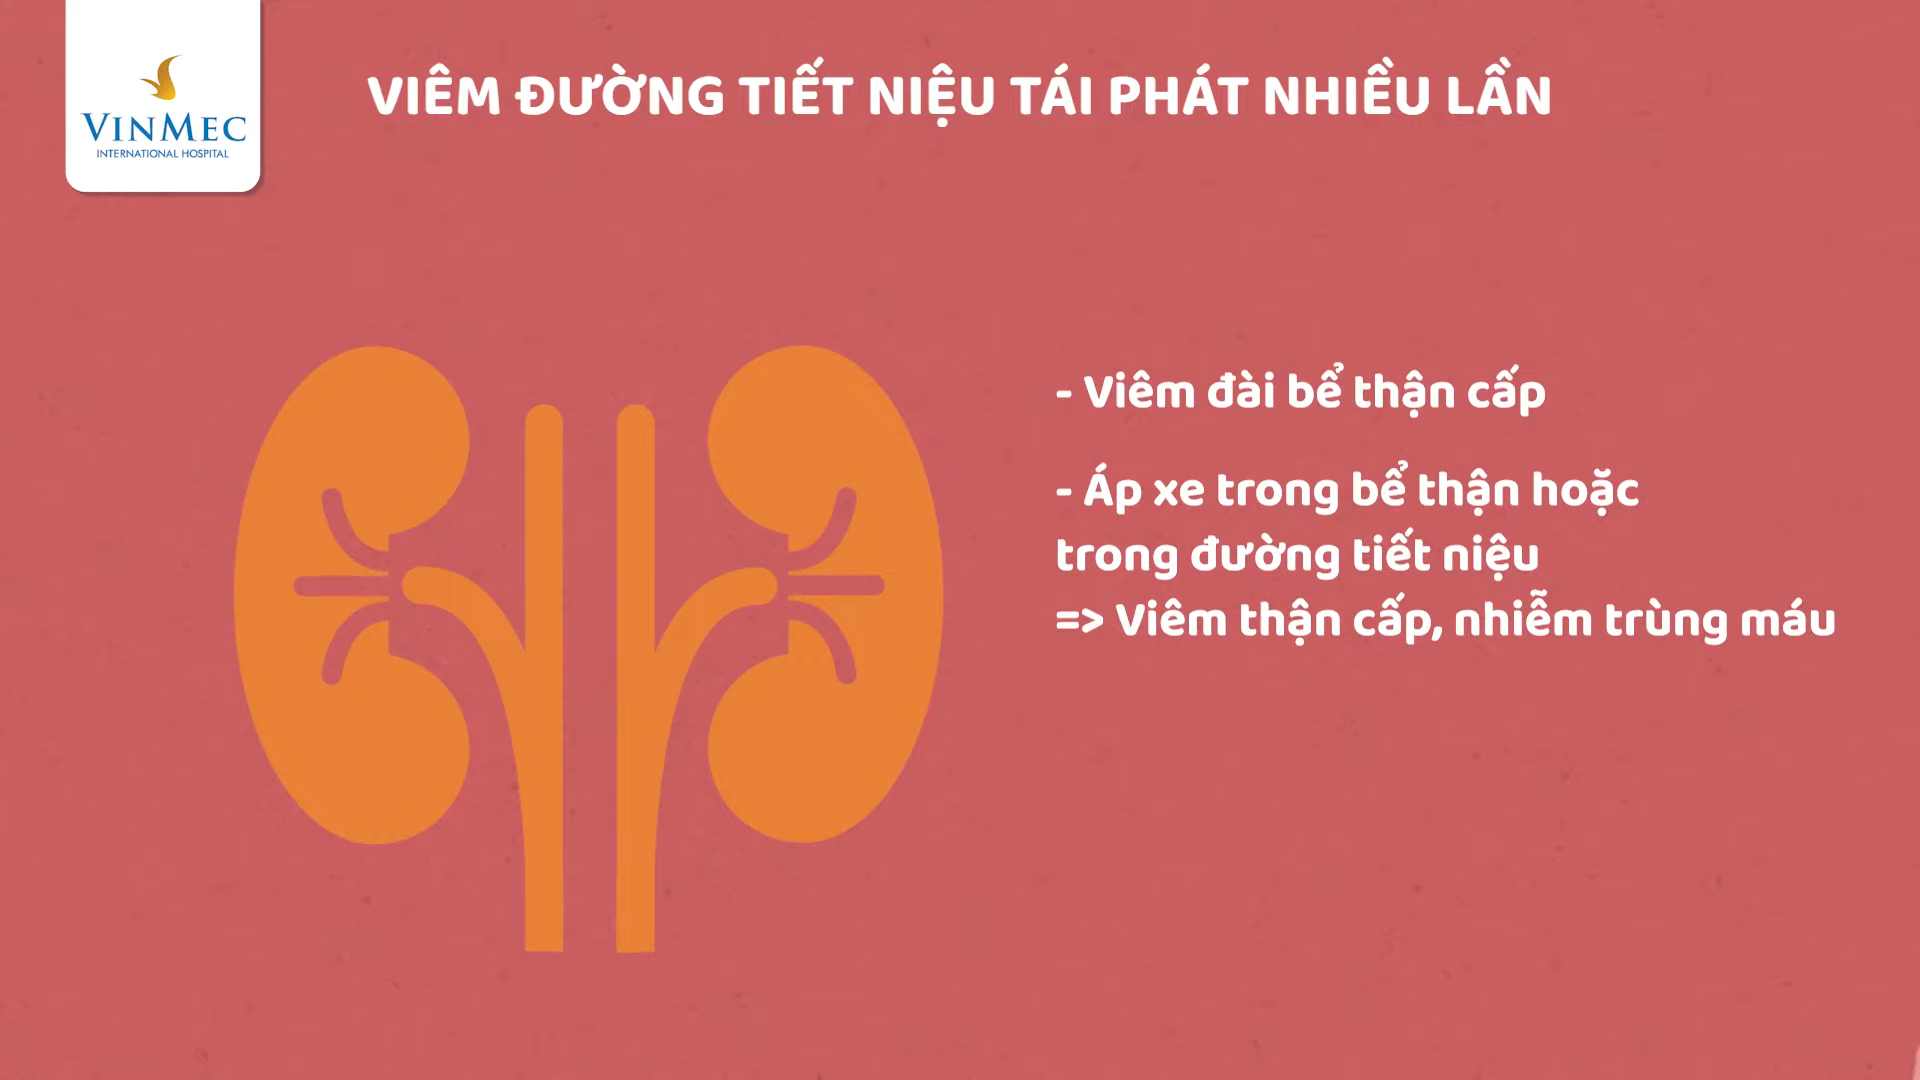 VINMEC
INTERNATIONAL HOSPITAL
VIÊM ĐƯỜNG TIẾT NIỆU TÁI PHÁT NHIỀU LẦN
- Viêm đài bể thận cấp
- Áp xe trong bể thận hoặc
trong đường tiết niệu
=> Viêm thận cấp, nhiễm trùng máu